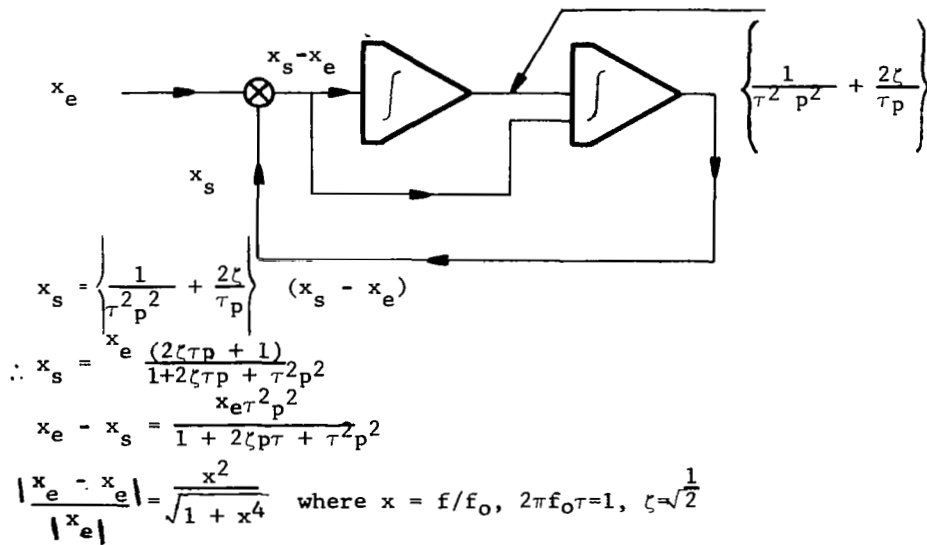 x_s-x_e
x_e
∫
∫
{1/(τ² p²) + 2ζ/(τp)}
x_s
x_s = {1/(τ²p²) + 2ζ/(τp)} (x_s - x_e)
∴ x_s = x_e (2ζτp + 1)/(1+2ζτp + τ²p²)
x_e - x_s = x_eτ²p²/(1 + 2ζpτ + τ²p²)
|x_e - x_e|/|x_e| = x²/√(1 + x⁴) where x = f/f_o, 2πf_oτ=1, ζ=√(1/2)